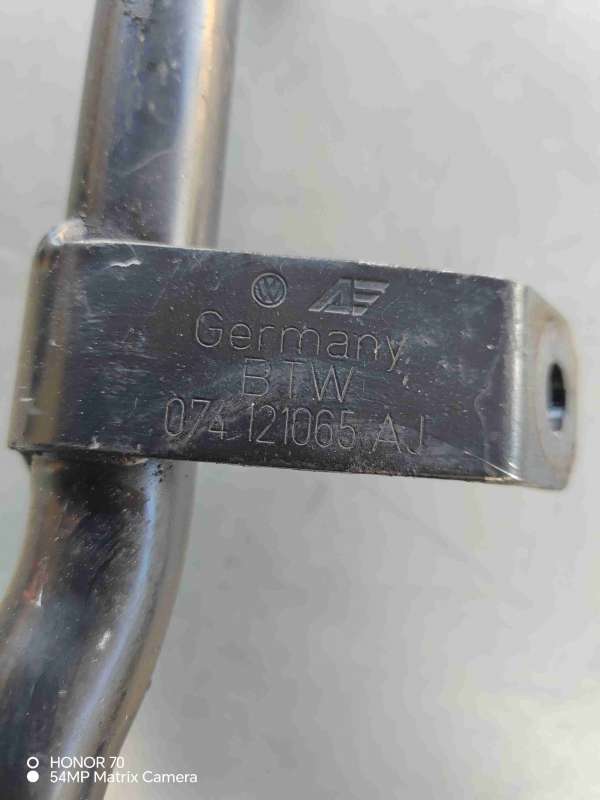 Germany
BTW
074 121065 AJ
HONOR 70
54MP Matrix Camera